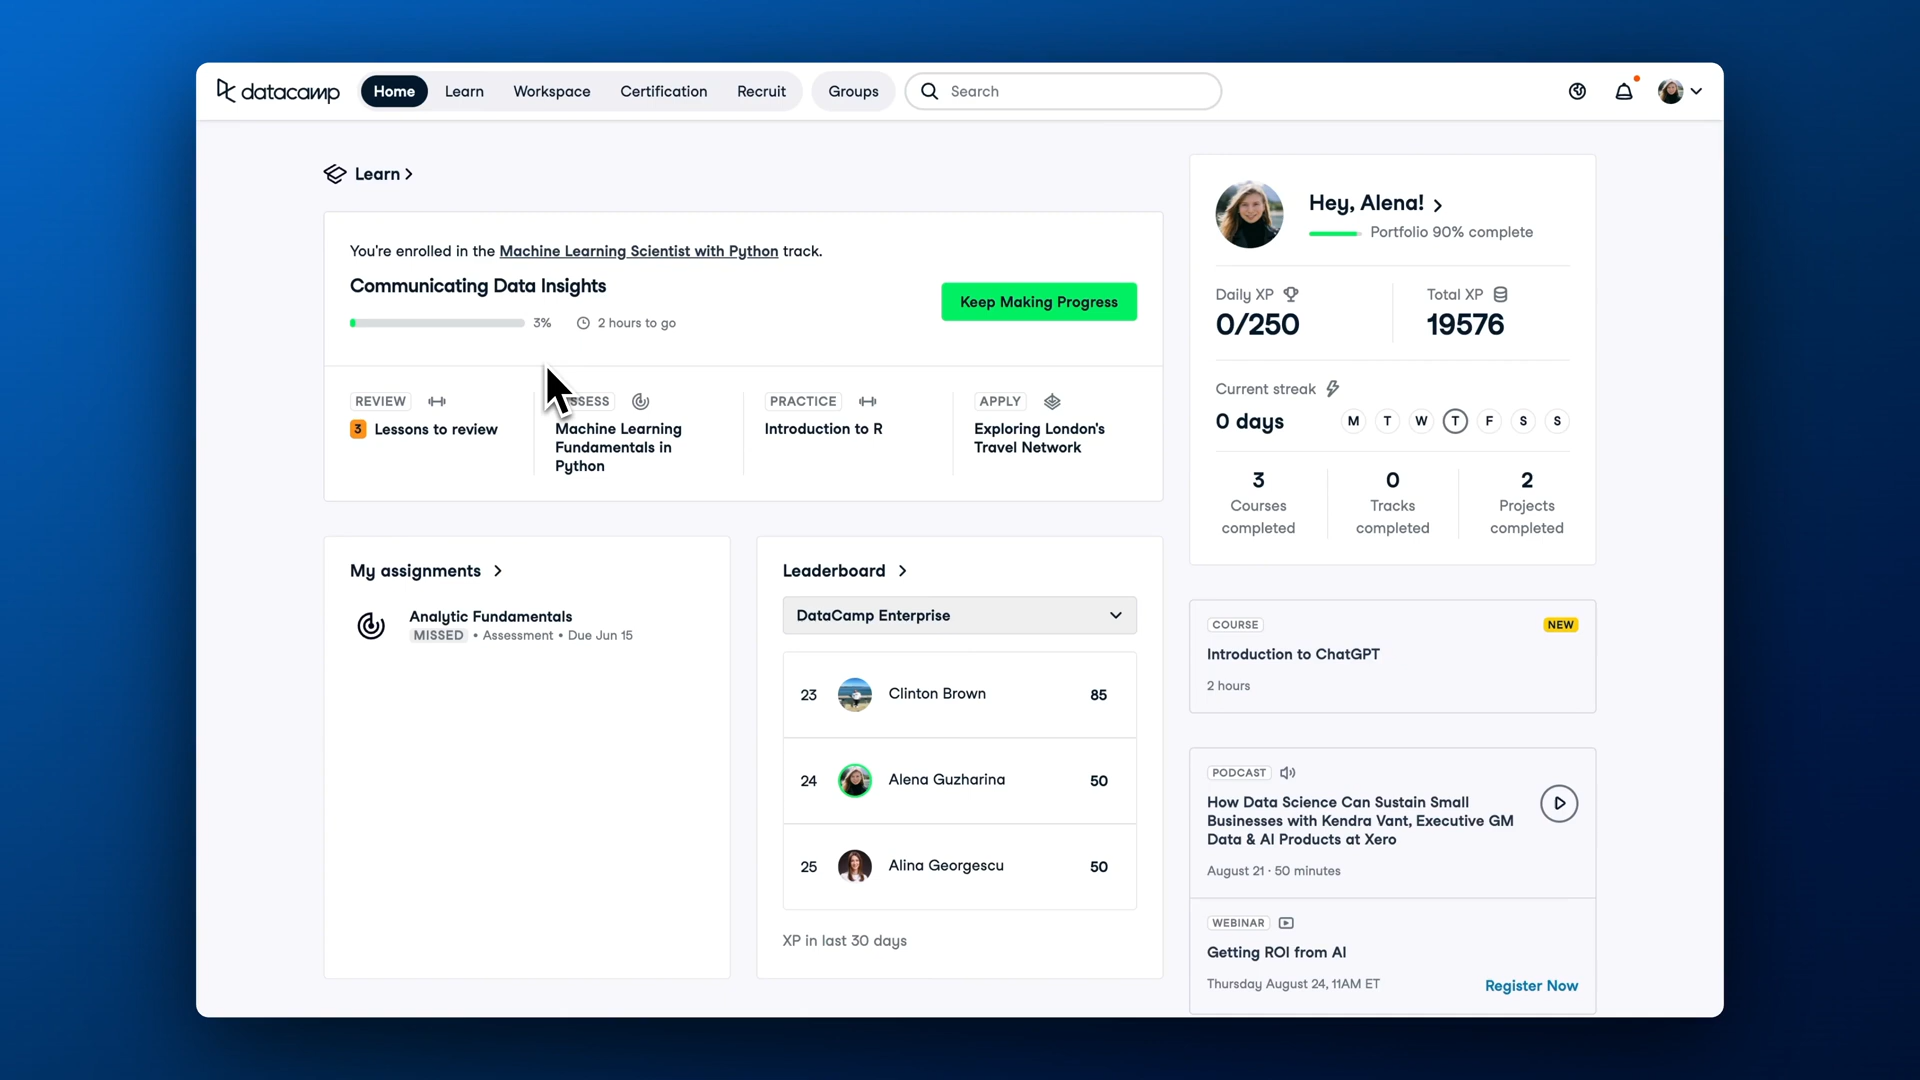 datacamp
Home
Learn
Workspace
Certification
Recruit
Groups
Search
Learn
You're enrolled in the Machine Learning Scientist with Python track.
Communicating Data Insights
3%
2 hours to go
Keep Making Progress
REVIEW
3 Lessons to review
SESS
Machine Learning
Fundamentals in
Python
PRACTICE
Introduction to R
APPLY
Exploring London's
Travel Network
My assignments
Analytic Fundamentals
MISSED • Assessment • Due Jun 15
Leaderboard
DataCamp Enterprise
23 Clinton Brown 85
24 Alena Guzharina 50
25 Alina Georgescu 50
XP in last 30 days
Hey, Alena!
Portfolio 90% complete
Daily XP
0/250
Total XP
19576
Current streak
0 days
M T W T F S S
3
Courses
completed
0
Tracks
completed
2
Projects
completed
COURSE
NEW
Introduction to ChatGPT
2 hours
PODCAST
How Data Science Can Sustain Small
Businesses with Kendra Vant, Executive GM
Data & AI Products at Xero
August 21 · 50 minutes
WEBINAR
Getting ROI from AI
Thursday August 24, 11AM ET
Register Now